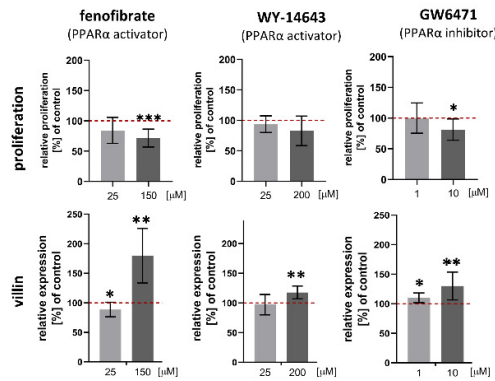 fenofibrate
(PPARα activator)
WY-14643
(PPARα activator)
GW6471
(PPARα inhibitor)
proliferation
relative proliferation
[%] of control
200
150
100
50
0
***
25 150 [µM]
relative proliferation
[%] of control
200
150
100
50
0
25 200 [µM]
relative proliferation
[%] of control
200
150
100
50
0
*
1 10 [µM]
villin
relative expression
[%] of control
250
200
150
100
50
0
*
**
25 150 [µM]
relative expression
[%] of control
200
150
100
50
0
**
25 200 [µM]
relative expression
[%] of control
250
200
150
100
50
0
*
**
1 10 [µM]